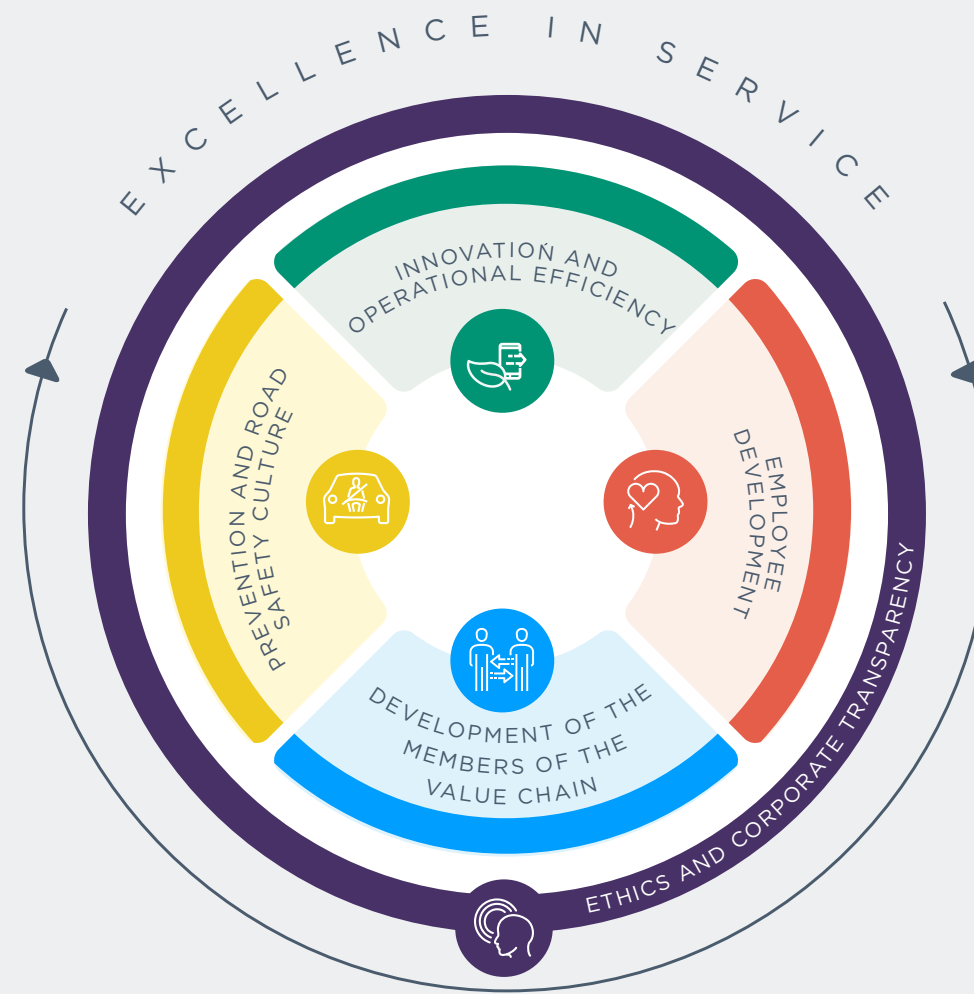 EXCELLENCE IN SERVICE
INNOVATION AND
OPERATIONAL EFFICIENCY
PREVENTION AND ROAD
SAFETY CULTURE
EMPLOYEE
DEVELOPMENT
DEVELOPMENT OF THE
MEMBERS OF THE
VALUE CHAIN
ETHICS AND CORPORATE TRANSPARENCY